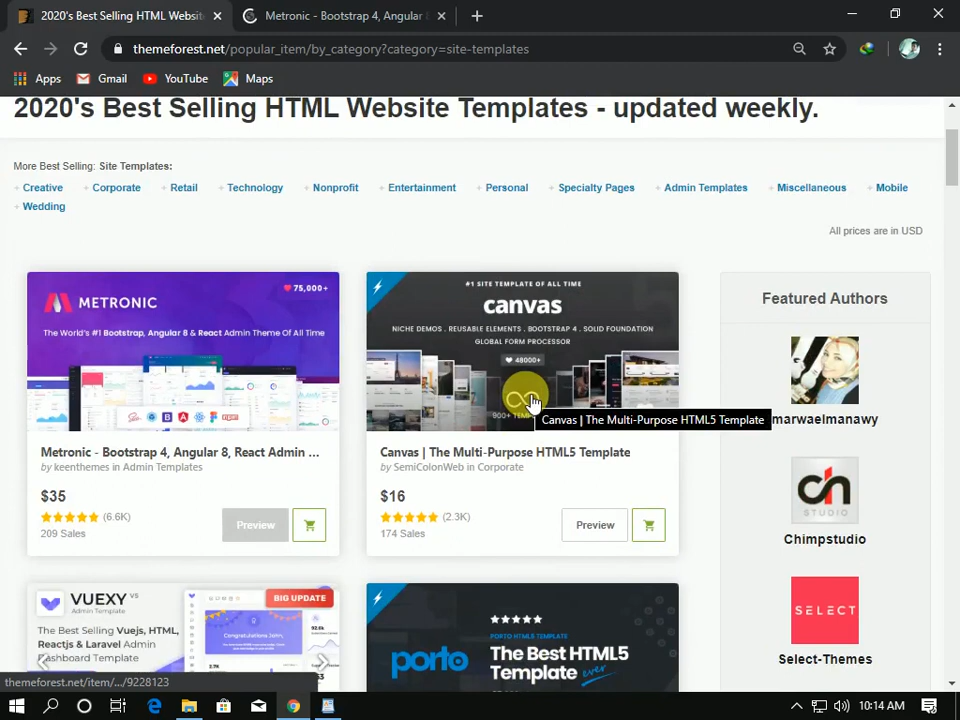 2020's Best Selling HTML Websit
Metronic - Bootstrap 4, Angular 8
themeforest.net/popular_item/by_category?category=site-templates
Apps Gmail YouTube Maps
2020's Best Selling HTML Website Templates - updated weekly.
More Best Selling: Site Templates:
Creative Corporate Retail Technology Nonprofit Entertainment Personal Specialty Pages Admin Templates Miscellaneous Mobile
Wedding
All prices are in USD
METRONIC
75,000+
The World's #1 Bootstrap, Angular 8 & React Admin Theme Of All Time
Metronic - Bootstrap 4, Angular 8, React Admin ...
by keenthemes in Admin Templates
$35
(6.6K)
209 Sales
Preview
#1 SITE TEMPLATE OF ALL TIME
canvas
NICHE DEMOS . REUSABLE ELEMENTS . BOOTSTRAP 4 . SOLID FOUNDATION
GLOBAL FORM PROCESSOR
48000+
Canvas | The Multi-Purpose HTML5 Template
Canvas | The Multi-Purpose HTML5 Template
by SemiColonWeb in Corporate
$16
(2.3K)
174 Sales
Preview
Featured Authors
marwaelmanawy
STUDIO
Chimpstudio
SELECT
Select-Themes
VUEXY
Admin Template
BIG UPDATE
The Best Selling Vuejs, HTML,
Reactjs & Laravel Admin
Dashboard Template
Congratulations John,
PORTO HTML5 TEMPLATE
porto
The Best HTML5
Template ever
themeforest.net/item/.../9228123
10:14 AM